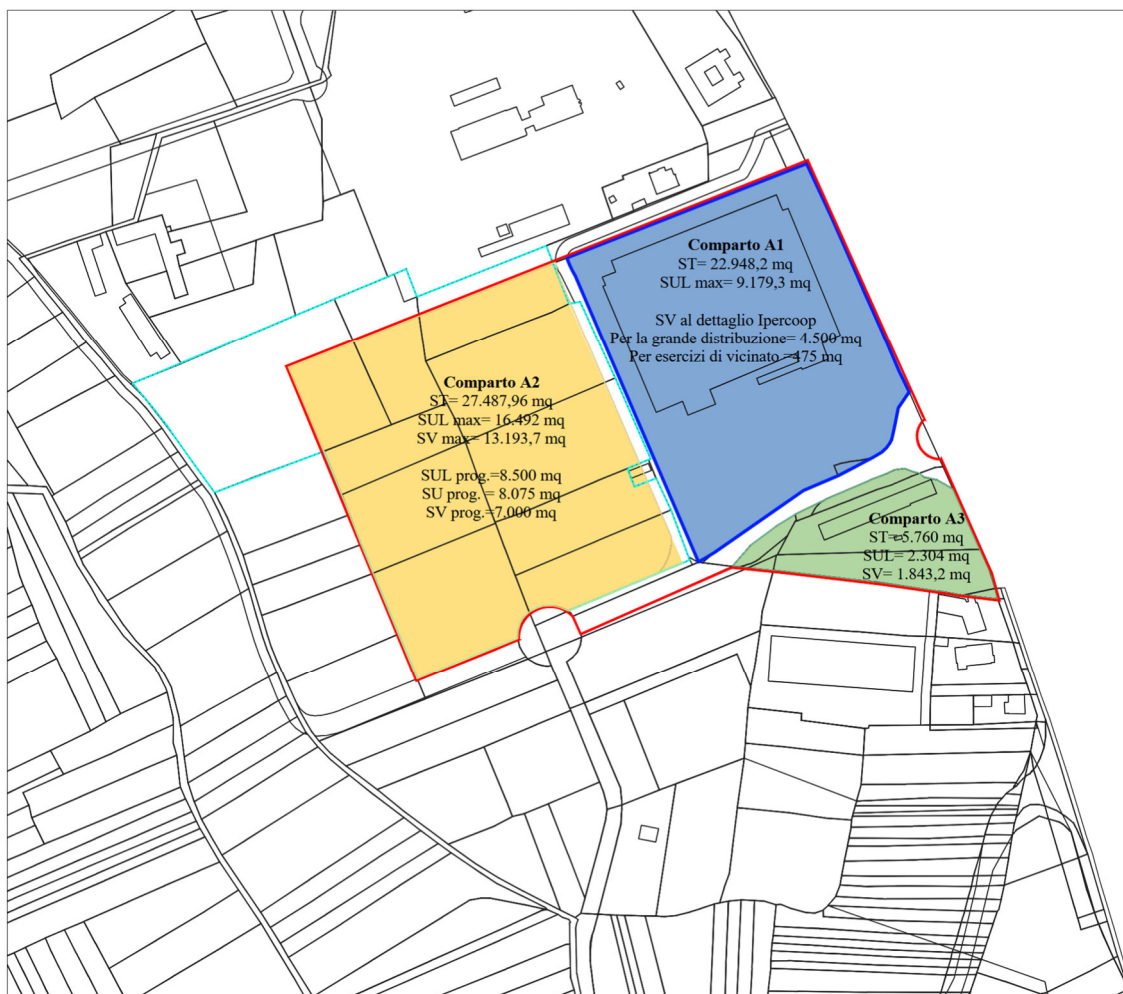 Comparto A1
ST= 22.948,2 mq
SUL max= 9.179,3 mq
SV al dettaglio Ipercoop
Per la grande distribuzione= 4.500 mq
Per esercizi di vicinato =475 mq
Comparto A2
ST= 27.487,96 mq
SUL max= 16.492 mq
SV max= 13.193,7 mq
SUL prog.=8.500 mq
SU prog. = 8.075 mq
SV prog.=7.000 mq
Comparto A3
ST= 5.760 mq
SUL= 2.304 mq
SV= 1.843,2 mq